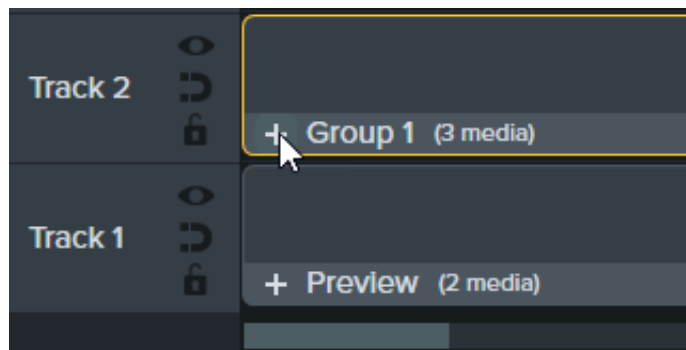 Track 2
+ Group 1 (3 media)
Track 1
+ Preview (2 media)